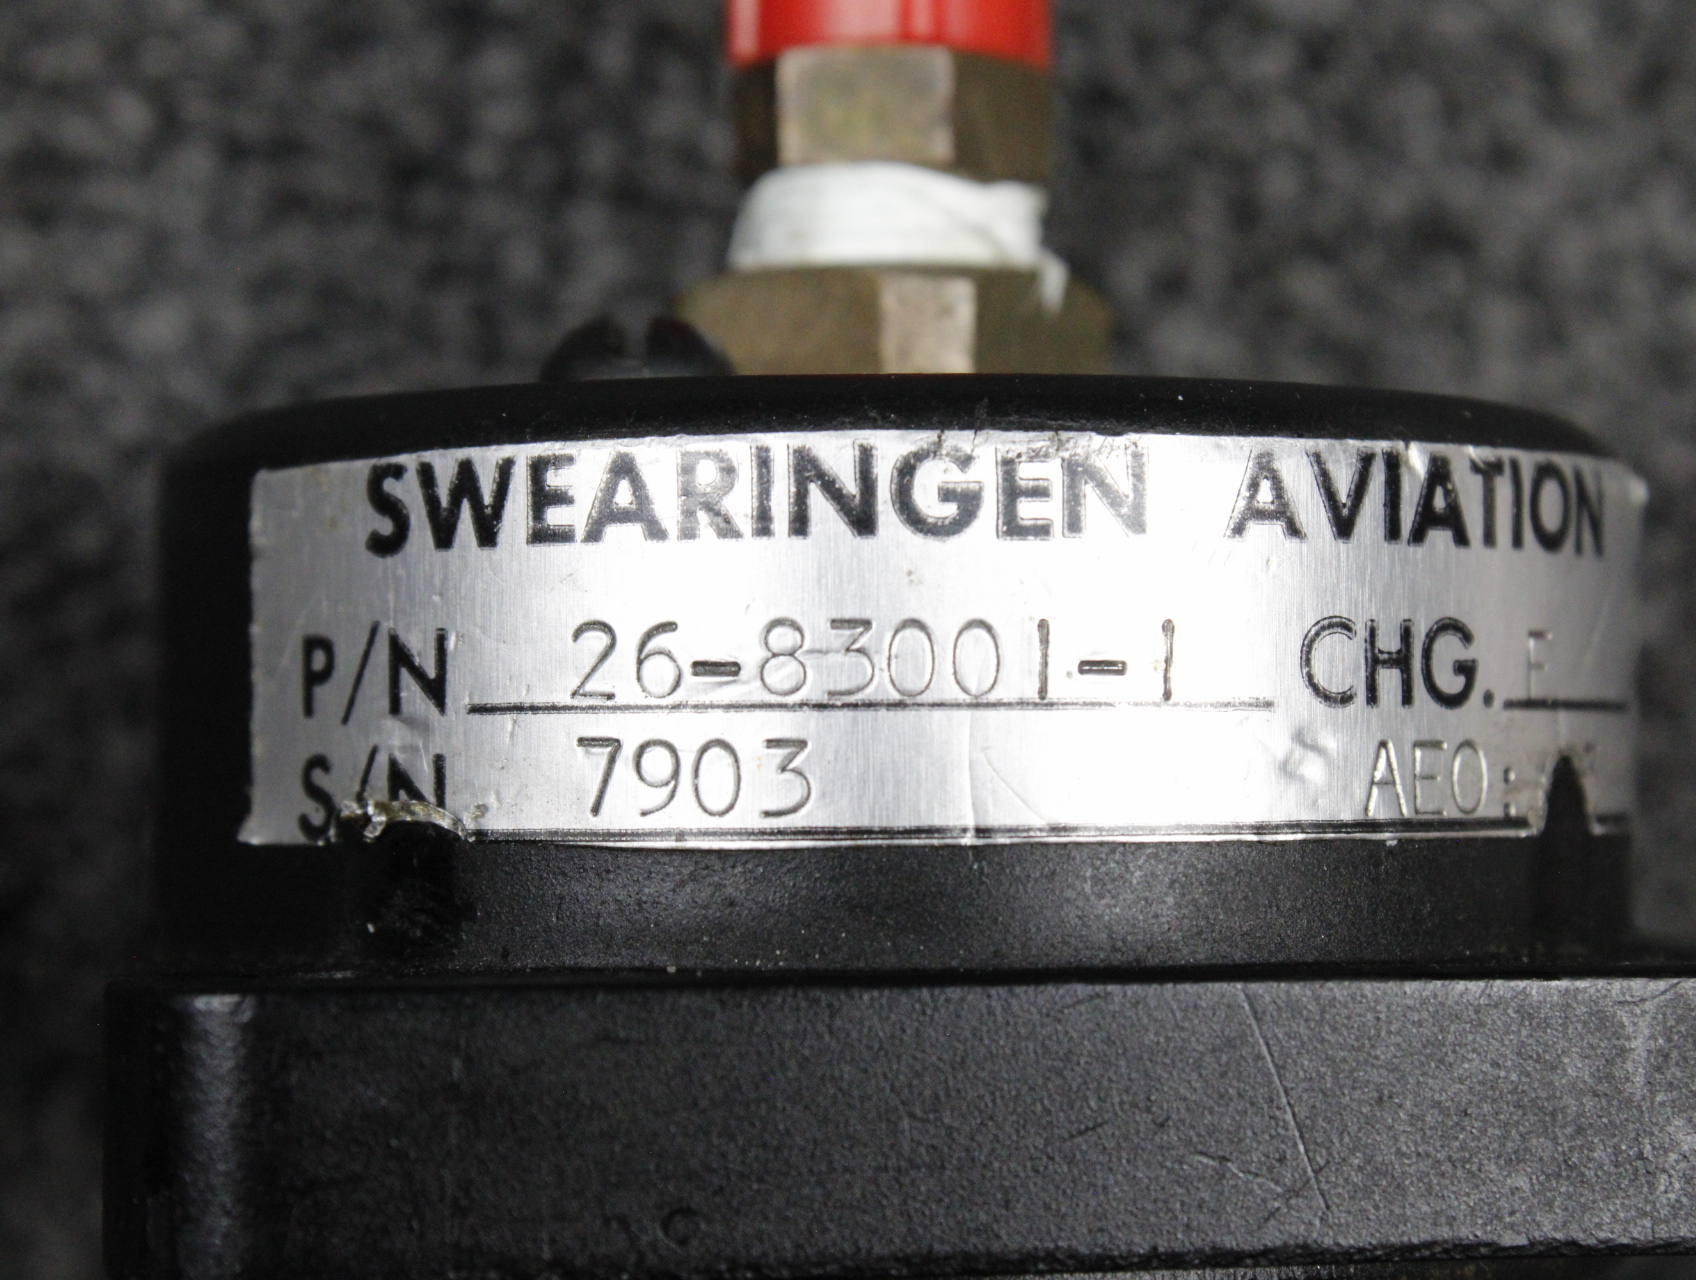 SWEARINGEN AVIATION
P/N 26-83001-1 CHG. F
S/N 7903 AEO: